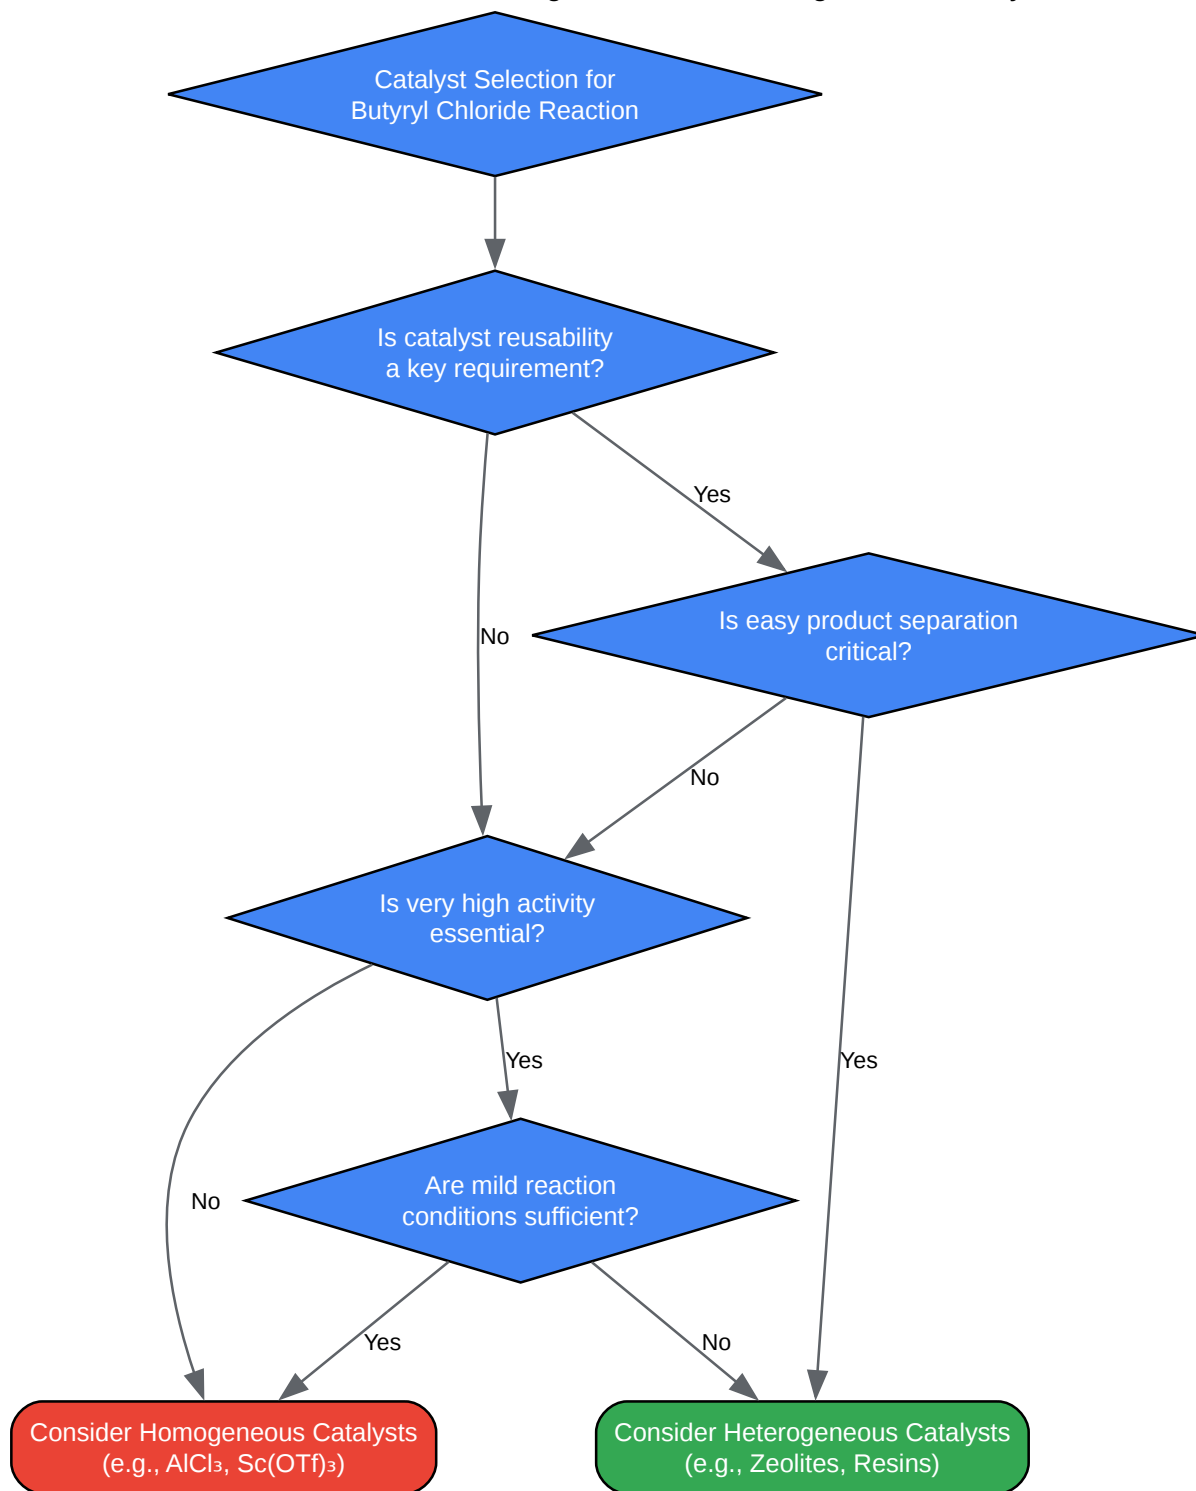 Catalyst Selection for
Butyryl Chloride Reaction
Is catalyst reusability
a key requirement?
Yes
Is easy product separation
critical?
No
No
Is very high activity
essential?
Yes
Yes
Are mild reaction
conditions sufficient?
No
Yes
No
Consider Homogeneous Catalysts
(e.g., AlCl₃, Sc(OTf)₃)
Consider Heterogeneous Catalysts
(e.g., Zeolites, Resins)